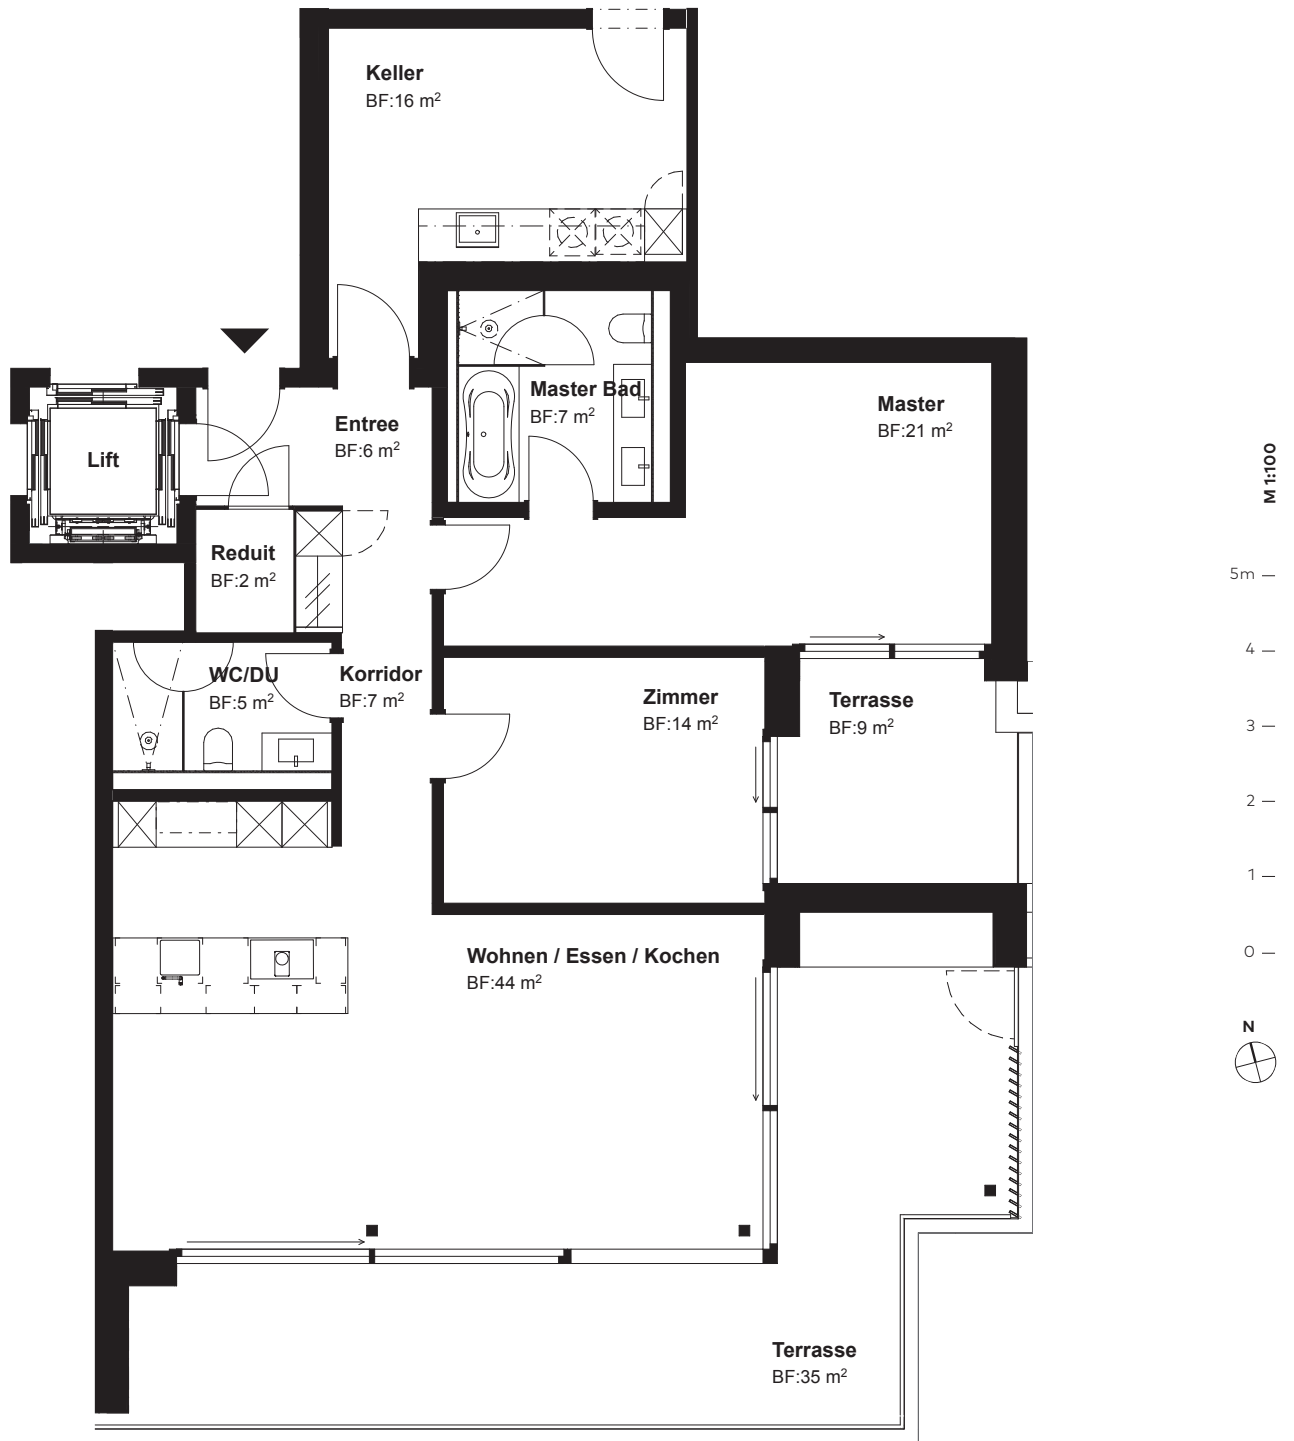 Keller
BF:16 m²
Master Bad
BF:7 m²
Master
BF:21 m²
Entree
BF:6 m²
Lift
Reduit
BF:2 m²
WC/DU
BF:5 m²
Korridor
BF:7 m²
Zimmer
BF:14 m²
Terrasse
BF:9 m²
Wohnen / Essen / Kochen
BF:44 m²
Terrasse
BF:35 m²
M 1:100
5m
4
3
2
1
0
N